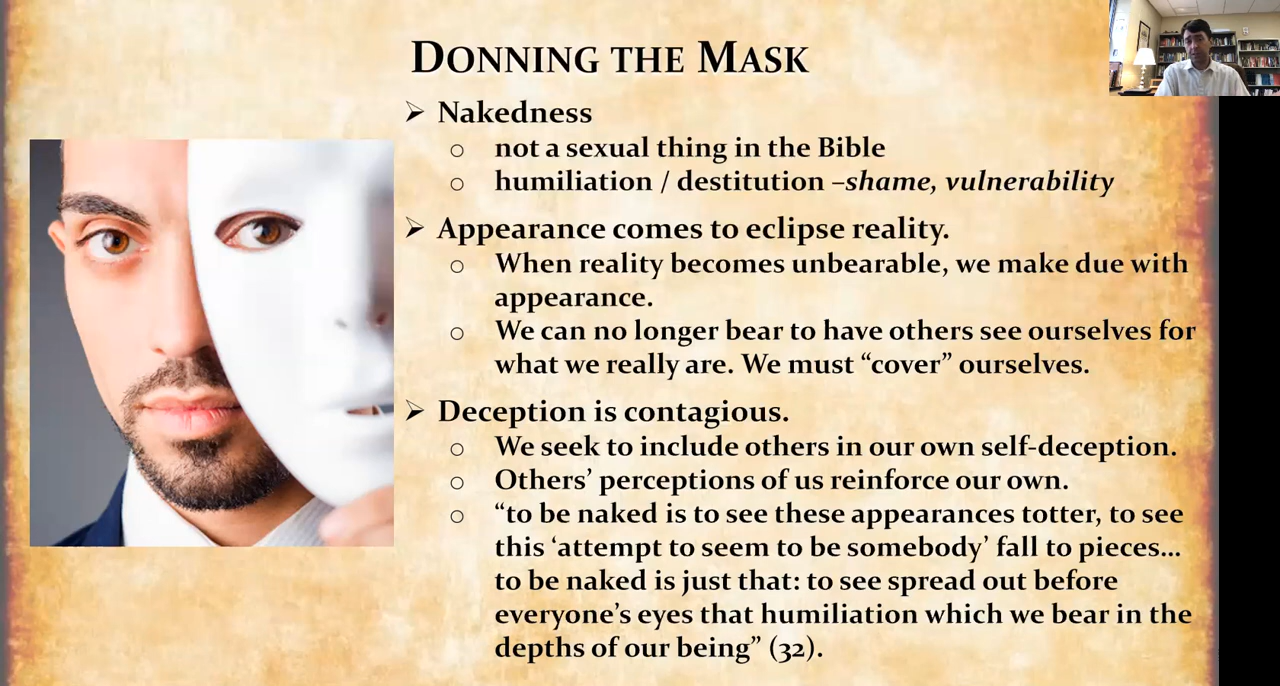 DONNING THE MASK
➢ Nakedness
○ not a sexual thing in the Bible
○ humiliation / destitution –shame, vulnerability
➢ Appearance comes to eclipse reality.
○ When reality becomes unbearable, we make due with
appearance.
○ We can no longer bear to have others see ourselves for
what we really are. We must “cover” ourselves.
➢ Deception is contagious.
○ We seek to include others in our own self-deception.
○ Others’ perceptions of us reinforce our own.
○ “to be naked is to see these appearances totter, to see
this ‘attempt to seem to be somebody’ fall to pieces...
to be naked is just that: to see spread out before
everyone’s eyes that humiliation which we bear in the
depths of our being” (32).